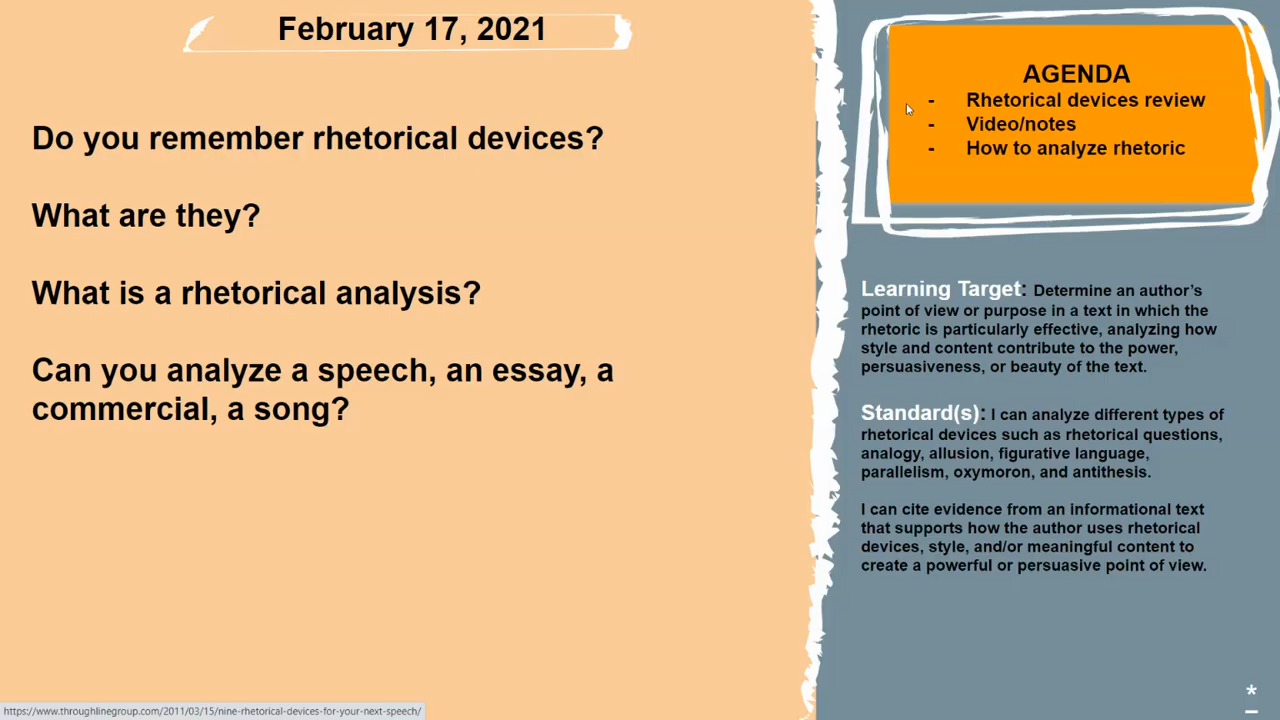 February 17, 2021
Do you remember rhetorical devices?
What are they?
What is a rhetorical analysis?
Can you analyze a speech, an essay, a
commercial, a song?
AGENDA
- Rhetorical devices review
- Video/notes
- How to analyze rhetoric
Learning Target: Determine an author's
point of view or purpose in a text in which the
rhetoric is particularly effective, analyzing how
style and content contribute to the power,
persuasiveness, or beauty of the text.
Standard(s): I can analyze different types of
rhetorical devices such as rhetorical questions,
analogy, allusion, figurative language,
parallelism, oxymoron, and antithesis.
I can cite evidence from an informational text
that supports how the author uses rhetorical
devices, style, and/or meaningful content to
create a powerful or persuasive point of view.
*
https://www.throughlinegroup.com/2011/03/15/nine-rhetorical-devices-for-your-next-speech/